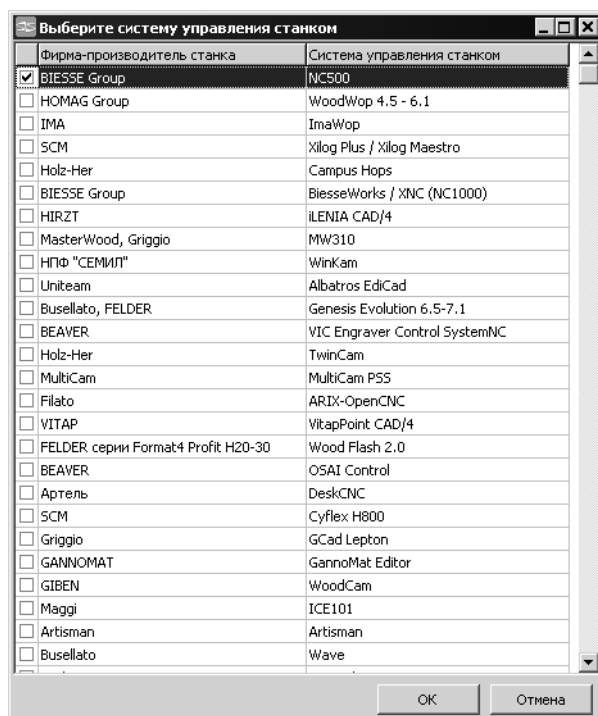 Выберите систему управления станком
Фирма-производитель станка Система управления станком
BIESSE Group NC500
HOMAG Group WoodWop 4.5 - 6.1
IMA ImaWop
SCM Xilog Plus / Xilog Maestro
Holz-Her Campus Hops
BIESSE Group BiesseWorks / XNC (NC1000)
HIRZT iLENIA CAD/4
MasterWood, Griggio MW310
НПФ "СЕМИЛ" WinKam
Uniteam Albatros EdiCad
Busellato, FELDER Genesis Evolution 6.5-7.1
BEAVER VIC Engraver Control SystemNC
Holz-Her TwinCam
MultiCam MultiCam PSS
Filato ARIX-OpenCNC
VITAP VitapPoint CAD/4
FELDER серии Format4 Profit H20-30 Wood Flash 2.0
BEAVER OSAI Control
Артель DeskCNC
SCM Cyflex H800
Griggio GCad Lepton
GANNOMAT GannoMat Editor
GIBEN WoodCam
Maggi ICE101
Artisman Artisman
Busellato Wave
OK Отмена